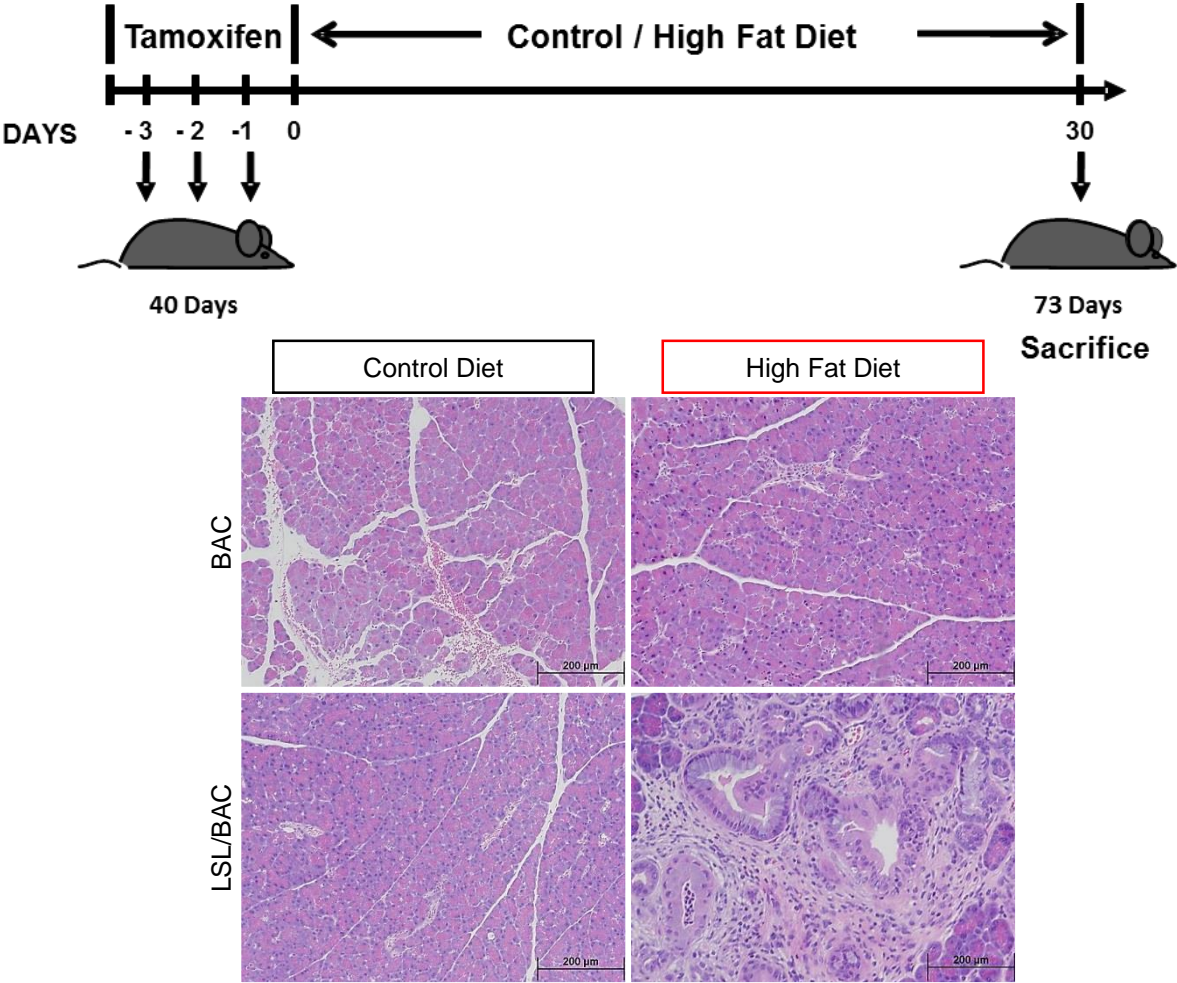 Tamoxifen
Control / High Fat Diet
DAYS
- 3 - 2 -1 0 30
40 Days
73 Days
Sacrifice
Control Diet
High Fat Diet
BAC
200 µm
200 µm
LSL/BAC
200 µm
200 µm